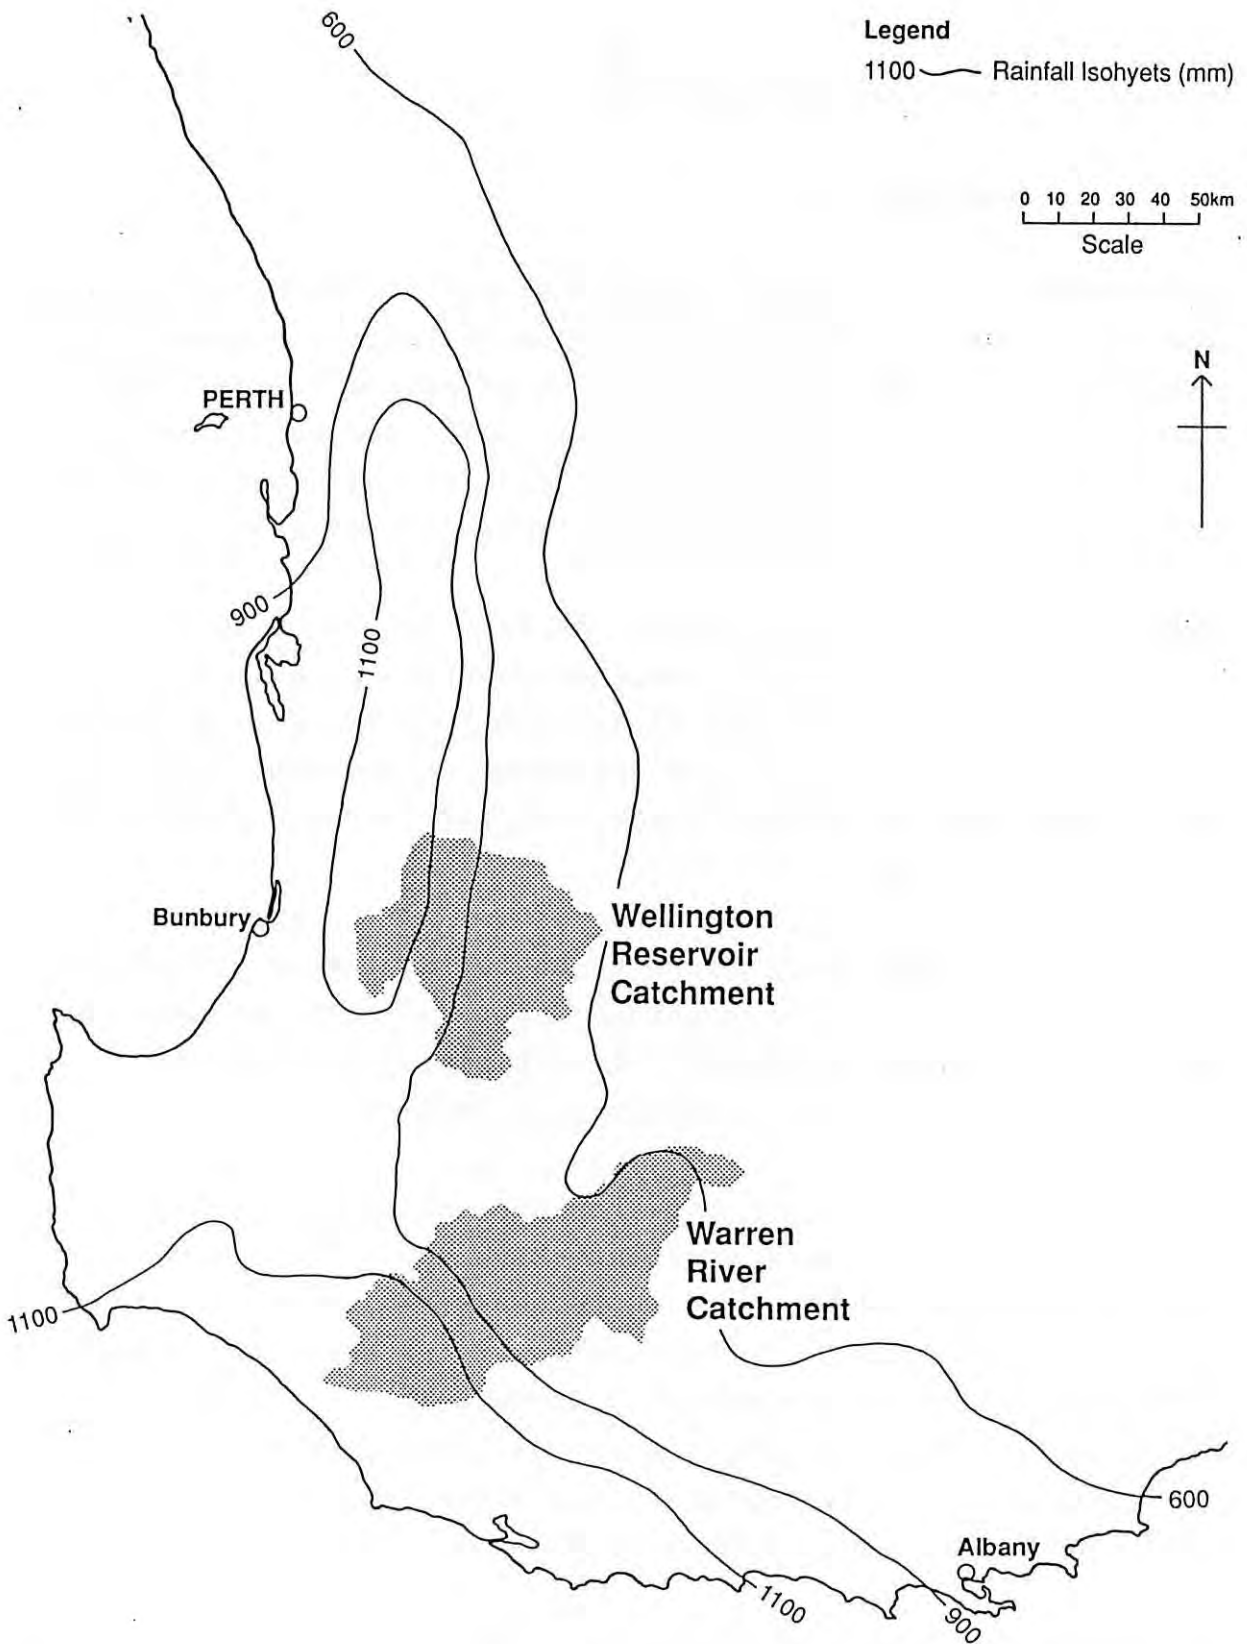 600
Legend
1100 Rainfall Isohyets (mm)
0 10 20 30 40 50km
Scale
N
PERTH
900
1100
Bunbury
Wellington
Reservoir
Catchment
Warren
River
Catchment
1100
600
Albany
1100
900